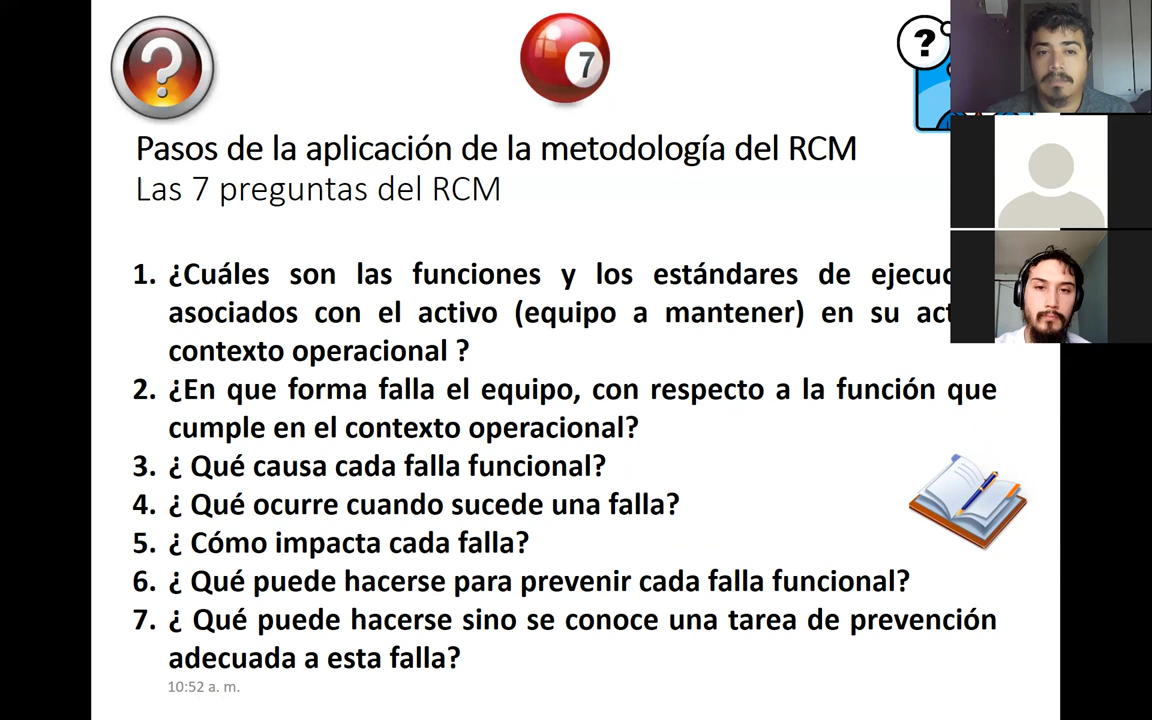 ?
7
?
Pasos de la aplicación de la metodología del RCM
Las 7 preguntas del RCM
1. ¿Cuáles son las funciones y los estándares de
asociados con el activo (equipo a mantener) en su
contexto operacional ?
2. ¿En que forma falla el equipo, con respecto a la función que
cumple en el contexto operacional?
3. ¿ Qué causa cada falla funcional?
4. ¿ Qué ocurre cuando sucede una falla?
5. ¿ Cómo impacta cada falla?
6. ¿ Qué puede hacerse para prevenir cada falla funcional?
7. ¿ Qué puede hacerse sino se conoce una tarea de prevención
adecuada a esta falla?
10:52 a. m.